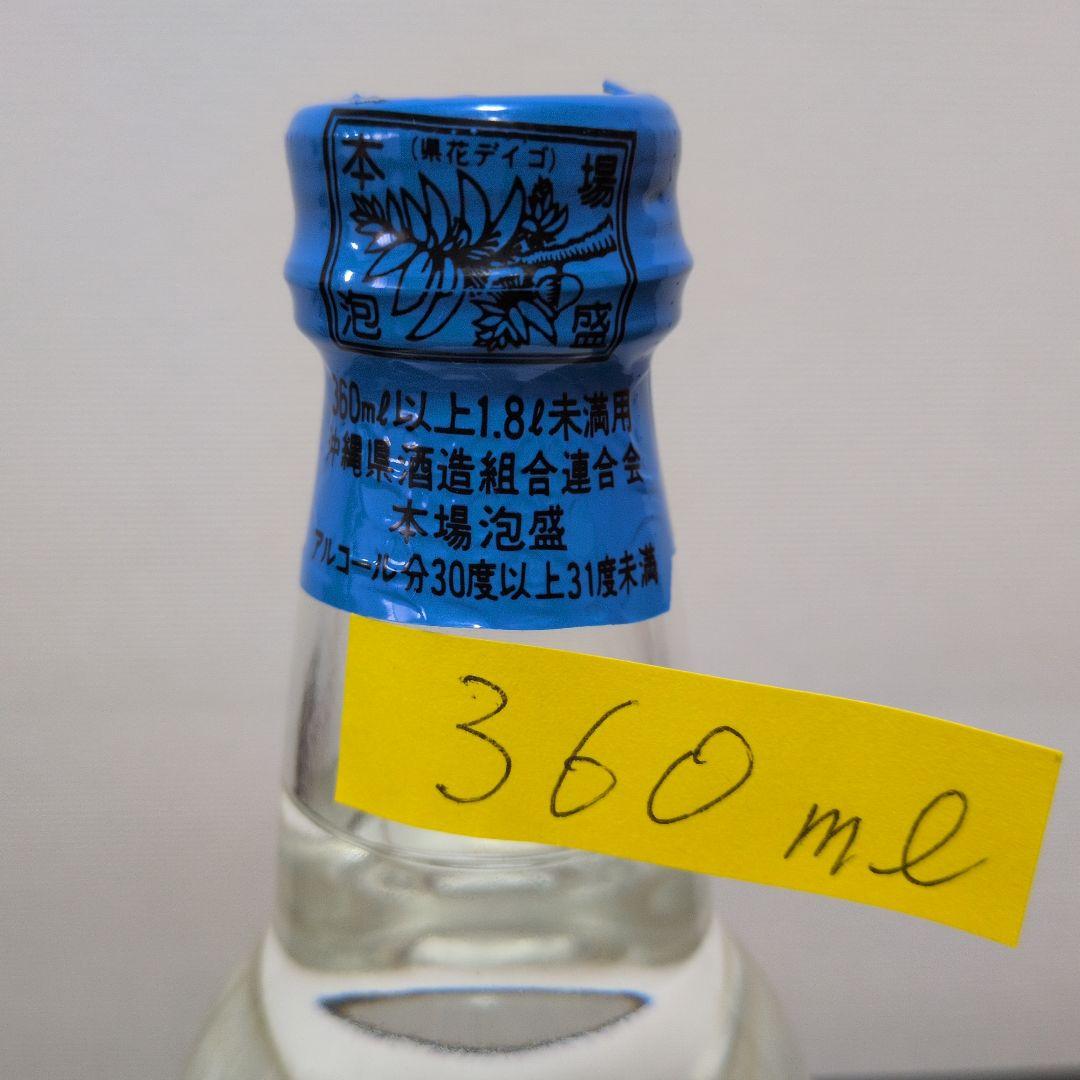 本 (県花デイゴ) 場
泡 盛
360ml以上1.8l未満用
沖縄県酒造組合連合会
本場泡盛
アルコール分30度以上31度未満
360ml